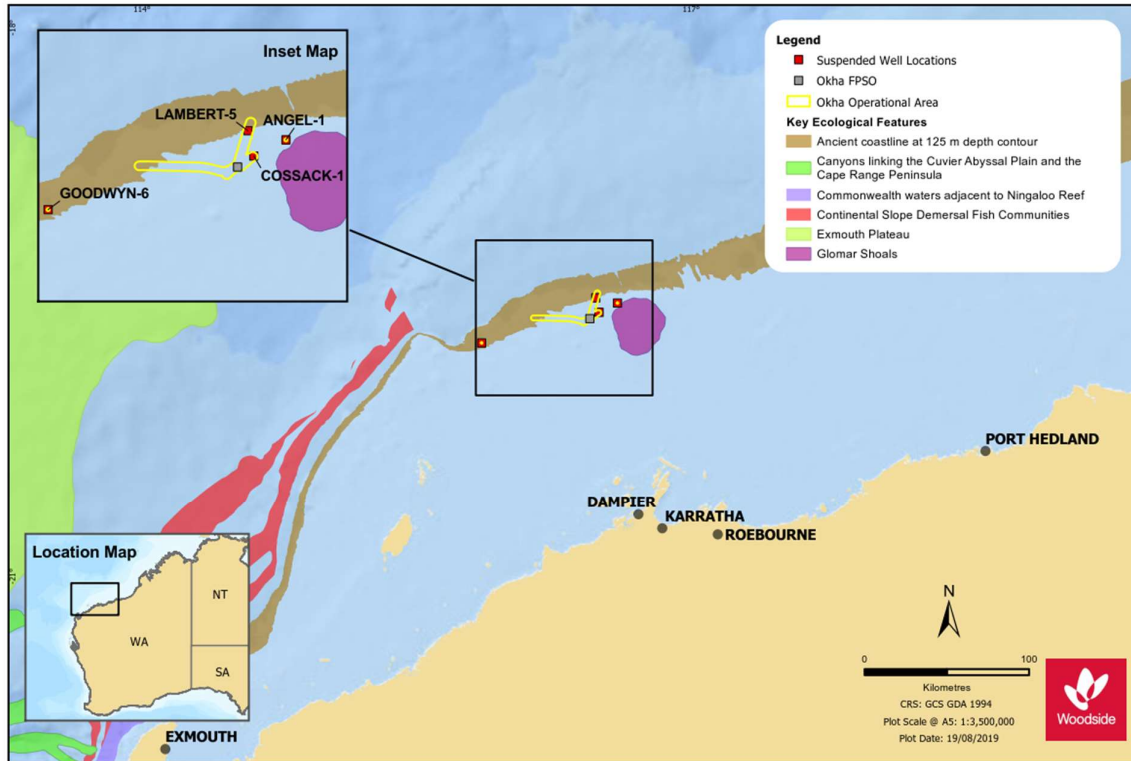 114°
117°
-18°
-21°
Inset Map
LAMBERT-5
ANGEL-1
COSSACK-1
GOODWYN-6
Legend
Suspended Well Locations
Okha FPSO
Okha Operational Area
Key Ecological Features
Ancient coastline at 125 m depth contour
Canyons linking the Cuvier Abyssal Plain and the
Cape Range Peninsula
Commonwealth waters adjacent to Ningaloo Reef
Continental Slope Demersal Fish Communities
Exmouth Plateau
Glomar Shoals
PORT HEDLAND
DAMPIER
KARRATHA
ROEBOURNE
Location Map
NT
WA
SA
EXMOUTH
N
0 100
Kilometres
CRS: GCS GDA 1994
Plot Scale @ A5: 1:3,500,000
Plot Date: 19/08/2019
Woodside